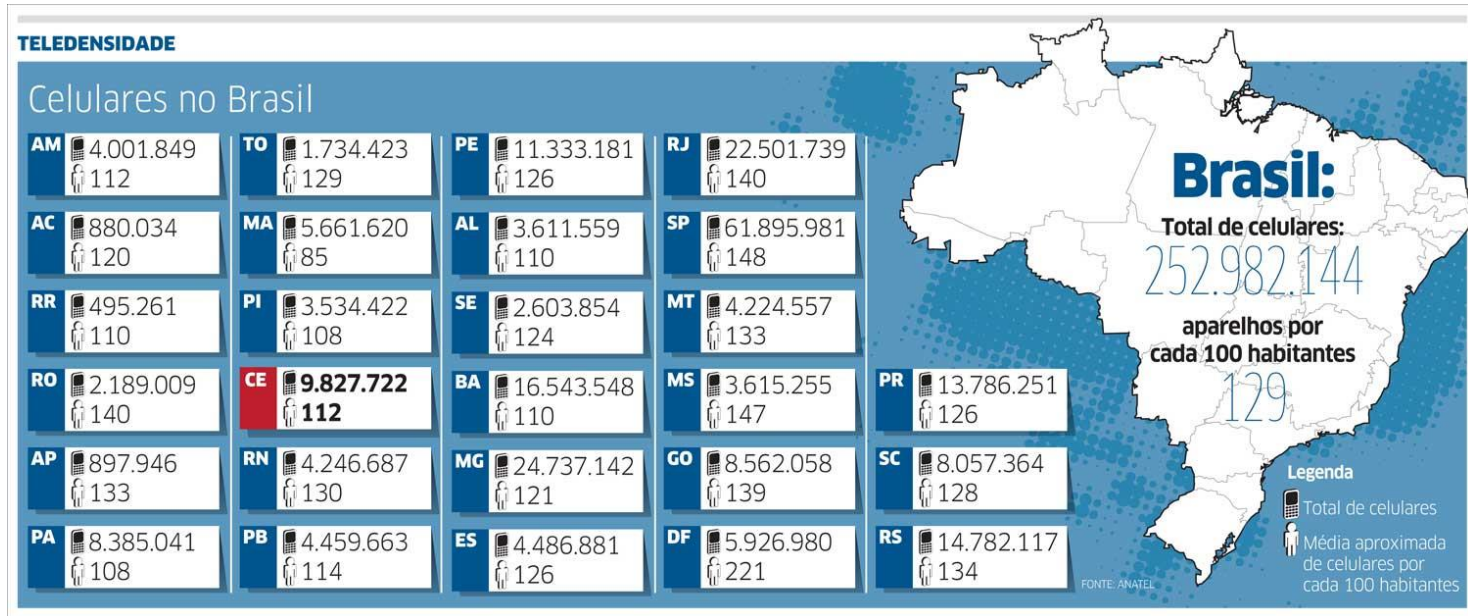 TELEDENSIDADE
Celulares no Brasil
AM 4.001.849
112
AC 880.034
120
RR 495.261
110
RO 2.189.009
140
AP 897.946
133
PA 8.385.041
108
TO 1.734.423
129
MA 5.661.620
85
PI 3.534.422
108
CE 9.827.722
112
RN 4.246.687
130
PB 4.459.663
114
PE 11.333.181
126
AL 3.611.559
110
SE 2.603.854
124
BA 16.543.548
110
MG 24.737.142
121
ES 4.486.881
126
RJ 22.501.739
140
SP 61.895.981
148
MT 4.224.557
133
MS 3.615.255
147
GO 8.562.058
139
DF 5.926.980
221
PR 13.786.251
126
SC 8.057.364
128
RS 14.782.117
134
Brasil:
Total de celulares:
252.982.144
aparelhos por
cada 100 habitantes
129
Legenda
Total de celulares
Média aproximada
de celulares por
cada 100 habitantes
FONTE: ANATEL